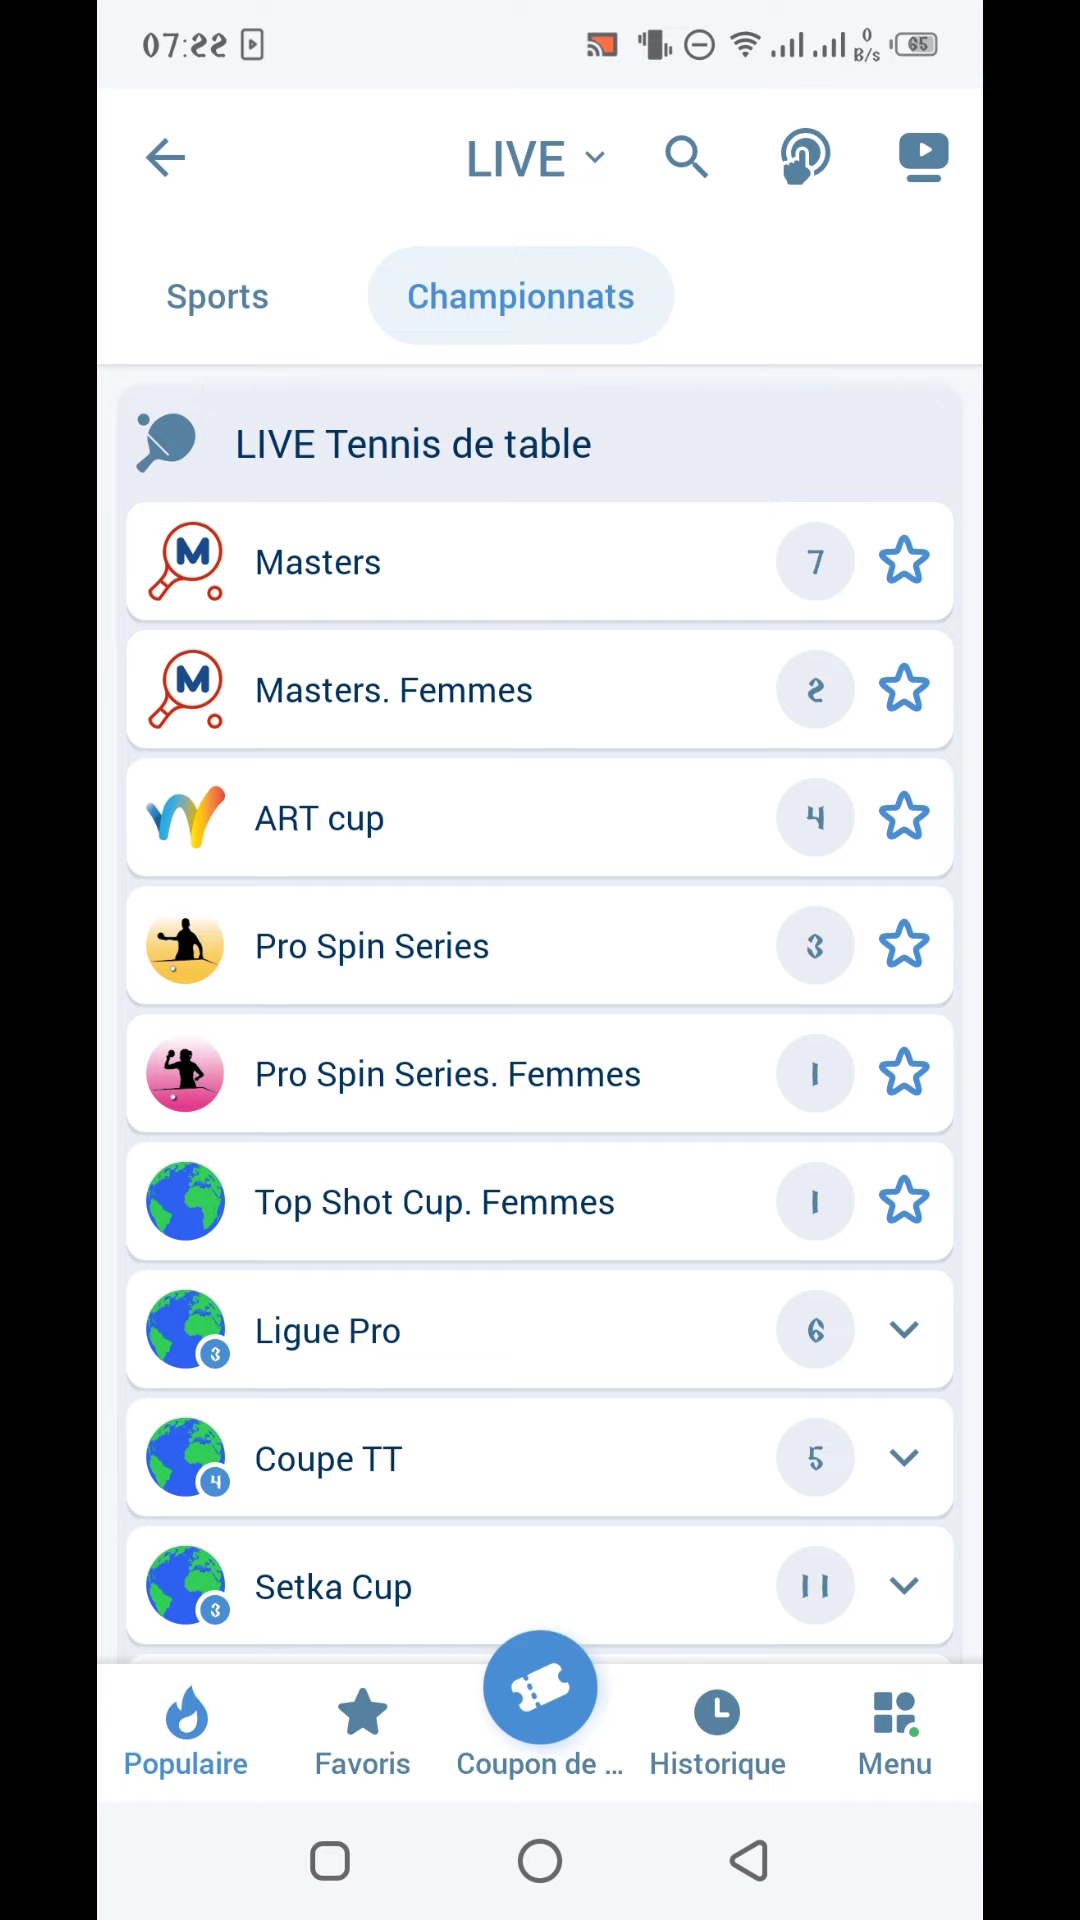 07:22 0 B/s 65
LIVE
Sports Championnats
LIVE Tennis de table
M Masters 7
M Masters. Femmes 2
ART cup 4
Pro Spin Series 3
Pro Spin Series. Femmes 1
Top Shot Cup. Femmes 1
3 Ligue Pro 6
4 Coupe TT 5
3 Setka Cup 11
Populaire Favoris Coupon de ... Historique Menu